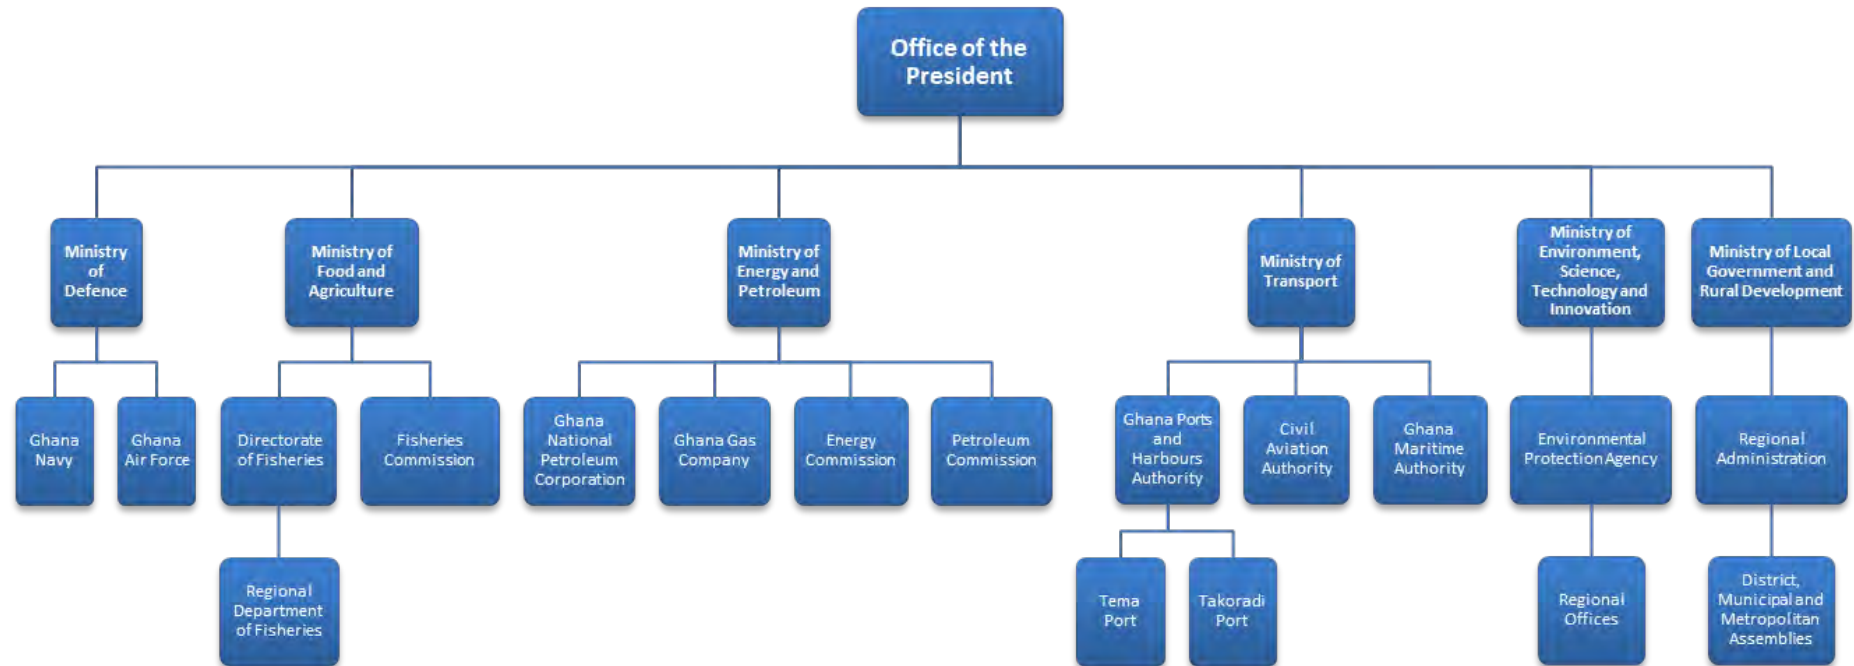 Office of the
President
Ministry
of
Defence
Ministry of
Food and
Agriculture
Ministry of
Energy and
Petroleum
Ministry of
Transport
Ministry of
Environment,
Science,
Technology and
Innovation
Ministry of Local
Government and
Rural Development
Ghana
Navy
Ghana
Air Force
Directorate
of Fisheries
Fisheries
Commission
Ghana
National
Petroleum
Corporation
Ghana Gas
Company
Energy
Commission
Petroleum
Commission
Ghana Ports
and
Harbours
Authority
Civil
Aviation
Authority
Ghana
Maritime
Authority
Environmental
Protection Agency
Regional
Administration
Regional
Department
of Fisheries
Tema
Port
Takoradi
Port
Regional
Offices
District,
Municipal and
Metropolitan
Assemblies